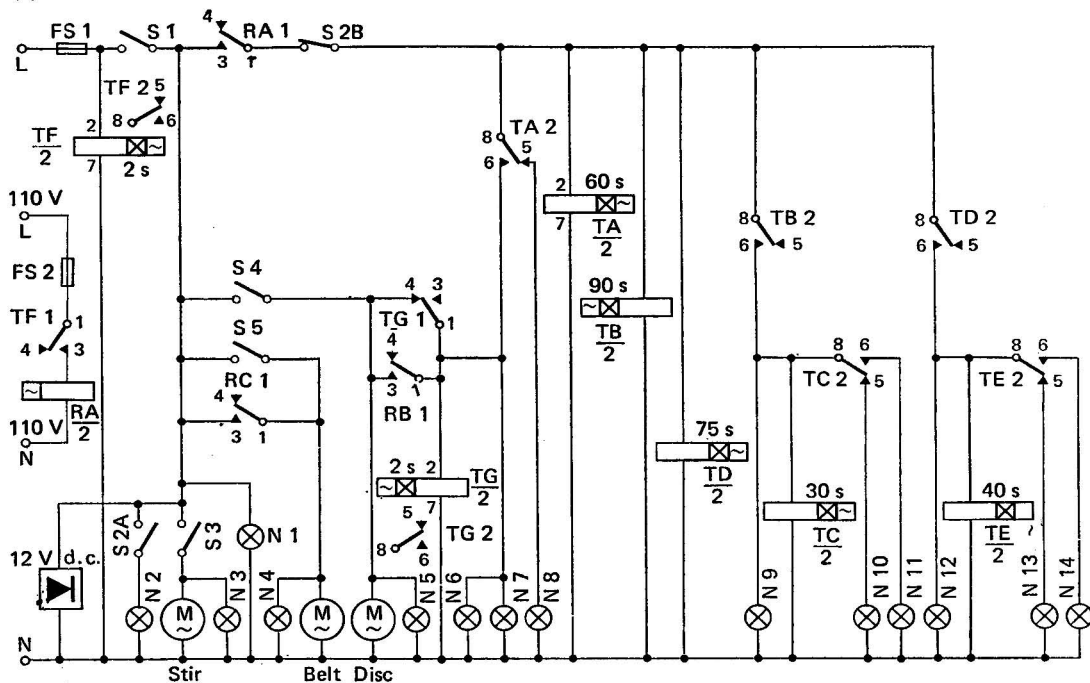 FS 1
S 1
4
RA 1
S 2B
L
3
1
TF 2
5
8
6
TF
2
2
7
2 s
TA 2
8
6
5
2
7
60 s
~
TA
2
110 V
L
FS 2
TF 1
1
4
3
~
RA
2
110 V
N
S 4
S 5
RC 1
4
3
1
4
3
TG 1
1
4
3
RB 1
90 s
~
TB
2
8
TB 2
6
5
8
TD 2
6
5
8
6
TC 2
5
8
6
TE 2
5
75 s
~
TD
2
2 s
2
~
TG
2
7
5
TG 2
8
6
30 s
~
TC
2
40 s
~
TE
2
~
12 V d.c.
S 2A
S 3
N 1
N 2
N 3
N 4
N 5
N 6
N 7
N 8
N 9
N 10
N 11
N 12
N 13
N 14
M
~
M
~
M
~
N
Stir
Belt
Disc